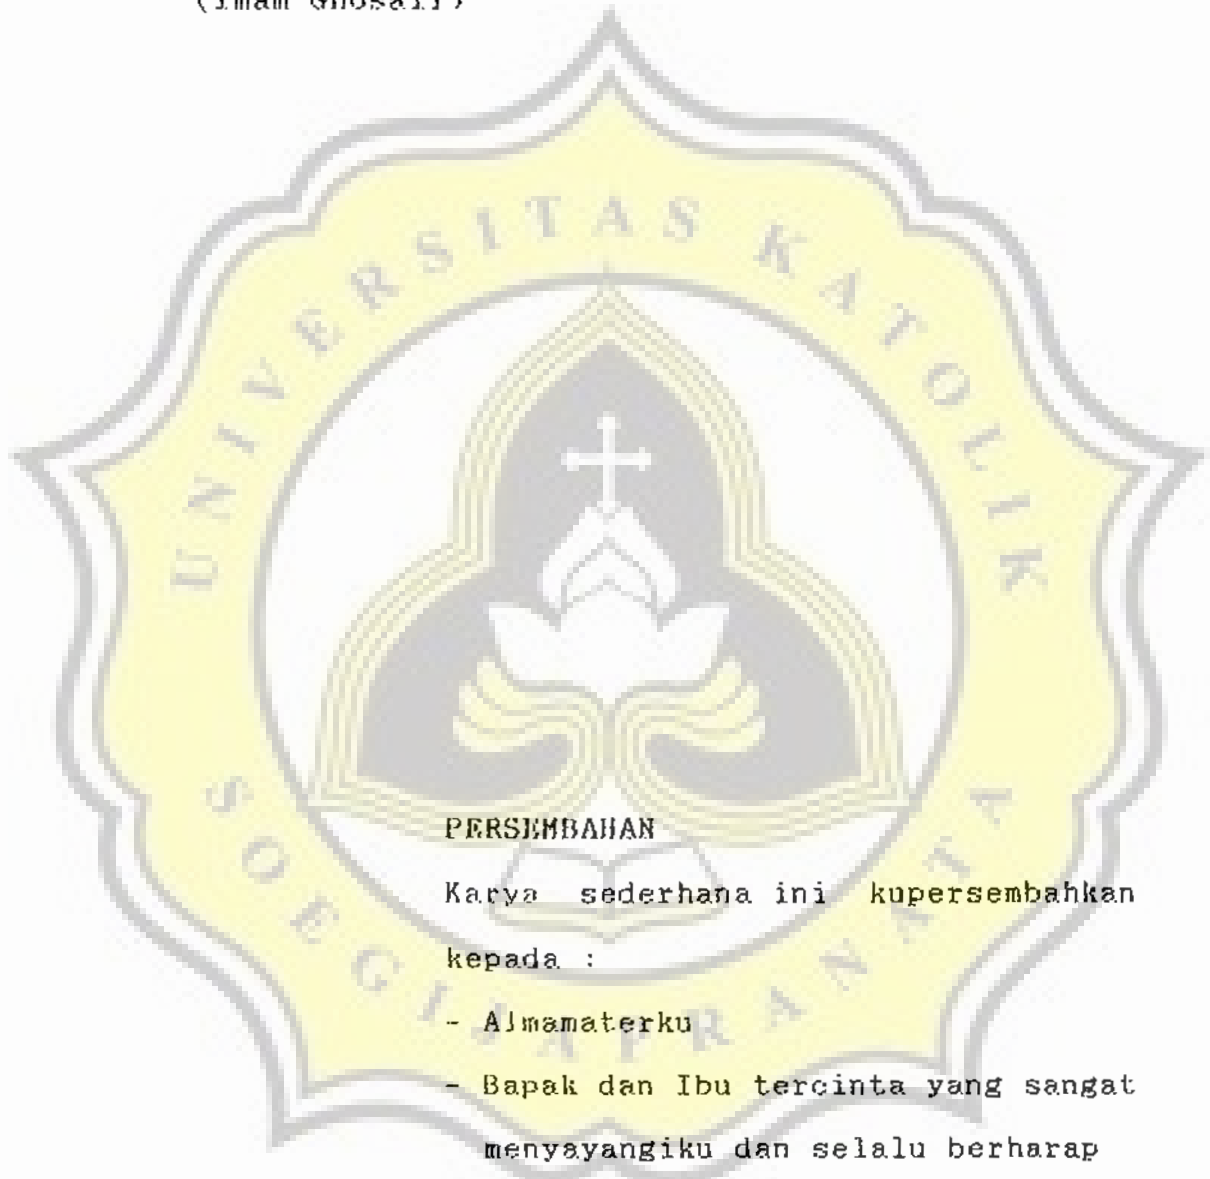 (Imam Ghosali)
UNIVERSITAS KATOLIK
SOEGIJAPRANATA
PERSEMBAHAN
Karya sederhana ini kupersembahkan
kepada :
- Almamaterku
- Bapak dan Ibu tercinta yang sangat
menyayangiku dan selalu berharap